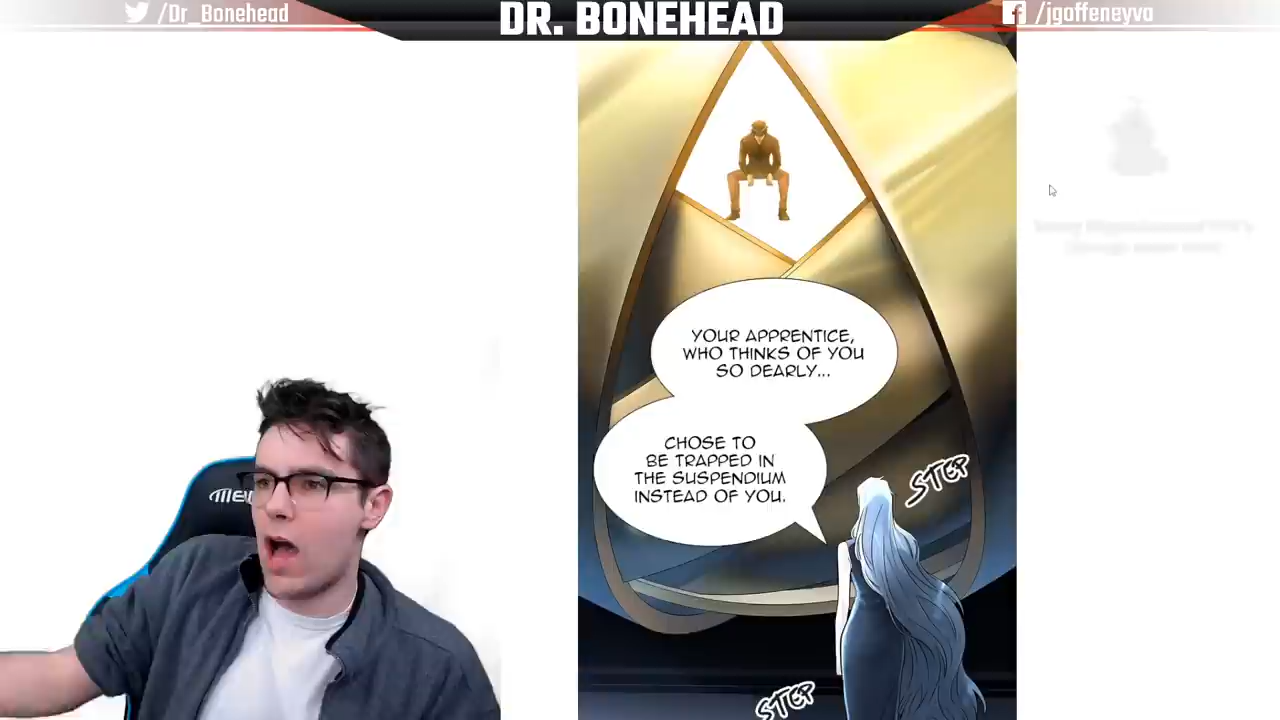 /Dr_Bonehead
DR. BONEHEAD
/jgoffeneyvo
YOUR APPRENTICE,
WHO THINKS OF YOU
SO DEARLY...
CHOSE TO
BE TRAPPED IN
THE SUSPENDIUM
INSTEAD OF YOU.
STEP
STEP